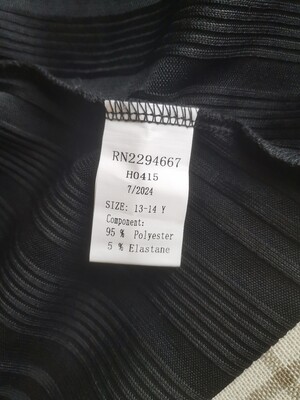 RN2294667
H0415
7/2024
SIZE: 13-14 Y
Component:
95 % Polyester
5 % Elastane